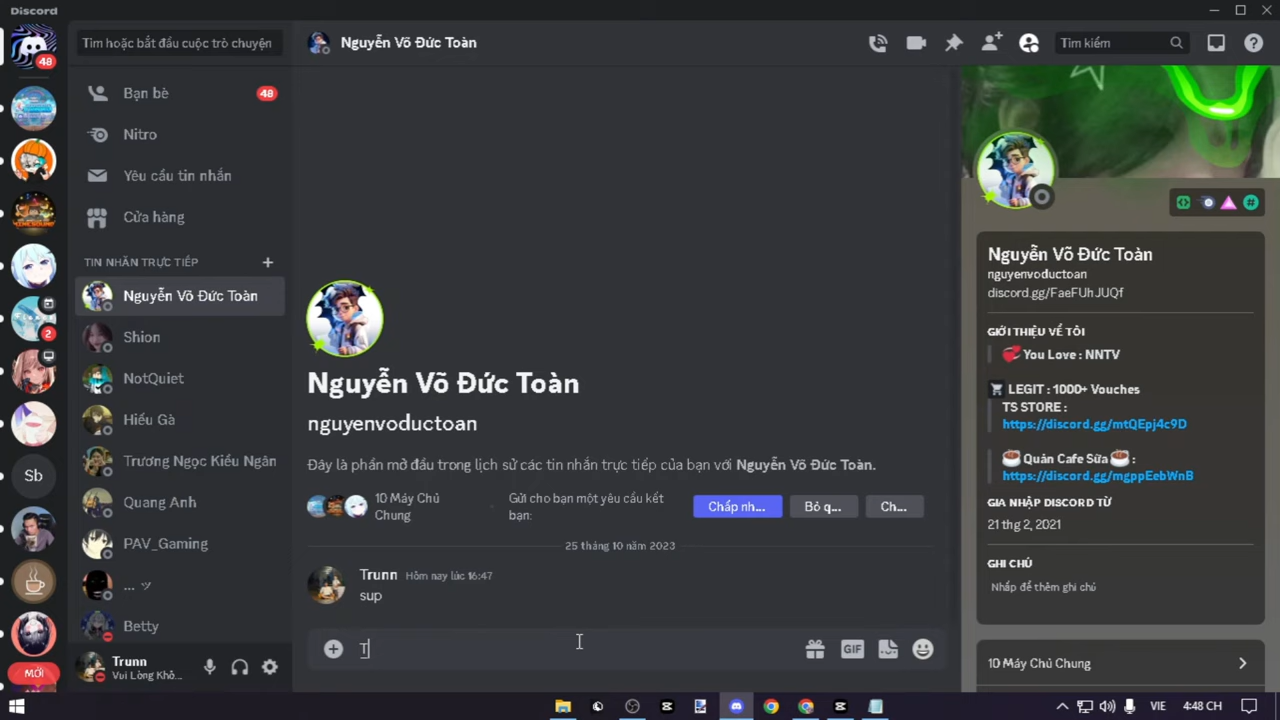 Discord
48
Tìm hoặc bắt đầu cuộc trò chuyện
Nguyễn Võ Đức Toàn
Tìm kiếm
Bạn bè
48
Nitro
Yêu cầu tin nhắn
Cửa hàng
TIN NHẮN TRỰC TIẾP
Nguyễn Võ Đức Toàn
Shion
2
NotQuiet
Hiếu Gà
Trương Ngọc Kiều Ngân
Sb
Quang Anh
PAV_Gaming
... ツ
Betty
MỚI
Trunn
Vui Lòng Khô...
Nguyễn Võ Đức Toàn
nguyenvoductoan
Đây là phần mở đầu trong lịch sử các tin nhắn trực tiếp của bạn với Nguyễn Võ Đức Toàn.
10 Máy Chủ
Chung
Gửi cho bạn một yêu cầu kết
bạn:
Chấp nh...
Bỏ q...
Ch...
25 tháng 10 năm 2023
Trunn Hôm nay lúc 16:47
sup
T
GIF
Nguyễn Võ Đức Toàn
nguyenvoductoan
discord.gg/FaeFUhJUQf
GIỚI THIỆU VỀ TÔI
You Love : NNTV
LEGIT : 1000+ Vouches
TS STORE :
https://discord.gg/mtQEpj4c9D
Quán Cafe Sữa :
https://discord.gg/mgppEebWnB
GIA NHẬP DISCORD TỪ
21 thg 2, 2021
GHI CHÚ
Nhấp để thêm ghi chú
10 Máy Chủ Chung
VIE
4:48 CH